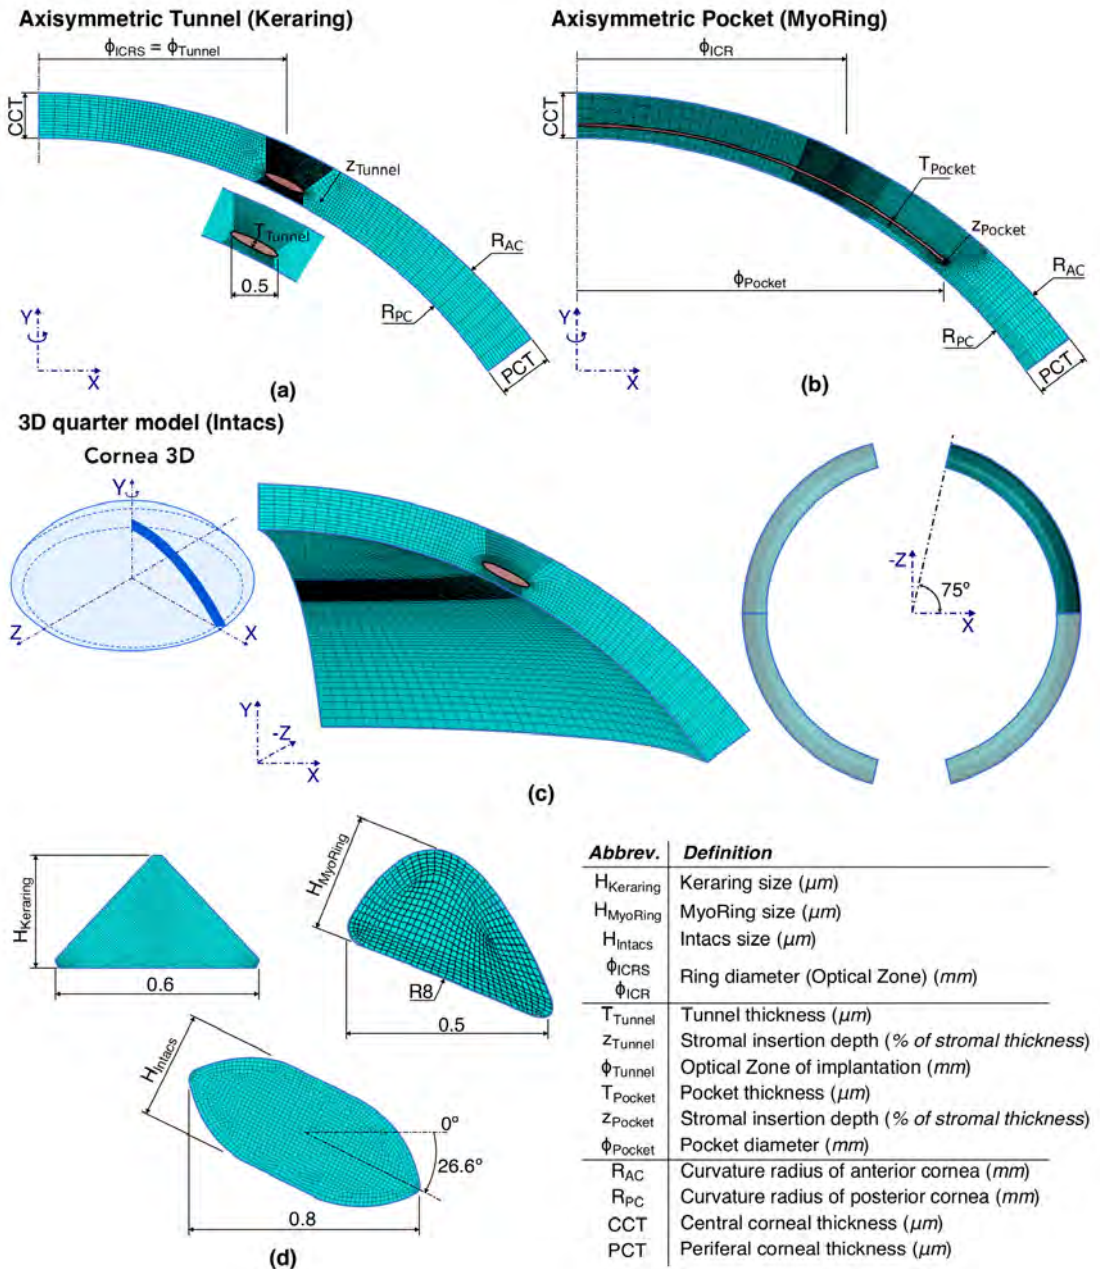 Axisymmetric Tunnel (Keraring)
ϕICRS = ϕTunnel
CCT
zTunnel
TTunnel
0.5
RAC
RPC
PCT
Y
X
(a)
Axisymmetric Pocket (MyoRing)
ϕICR
CCT
TPocket
zPocket
ϕPocket
RAC
RPC
PCT
Y
X
(b)
3D quarter model (Intacs)
Cornea 3D
Y
Z
X
Y
-Z
X
-Z
75º
X
(c)
HKeraring
0.6
HMyoRing
R8
0.5
HIntacs
0º
26.6º
0.8
(d)
Abbrev. Definition
HKeraring Keraring size (μm)
HMyoRing MyoRing size (μm)
HIntacs Intacs size (μm)
ϕICRS
ϕICR Ring diameter (Optical Zone) (mm)
TTunnel Tunnel thickness (μm)
zTunnel Stromal insertion depth (% of stromal thickness)
ϕTunnel Optical Zone of implantation (mm)
TPocket Pocket thickness (μm)
zPocket Stromal insertion depth (% of stromal thickness)
ϕPocket Pocket diameter (mm)
RAC Curvature radius of anterior cornea (mm)
RPC Curvature radius of posterior cornea (mm)
CCT Central corneal thickness (μm)
PCT Periferal corneal thickness (μm)